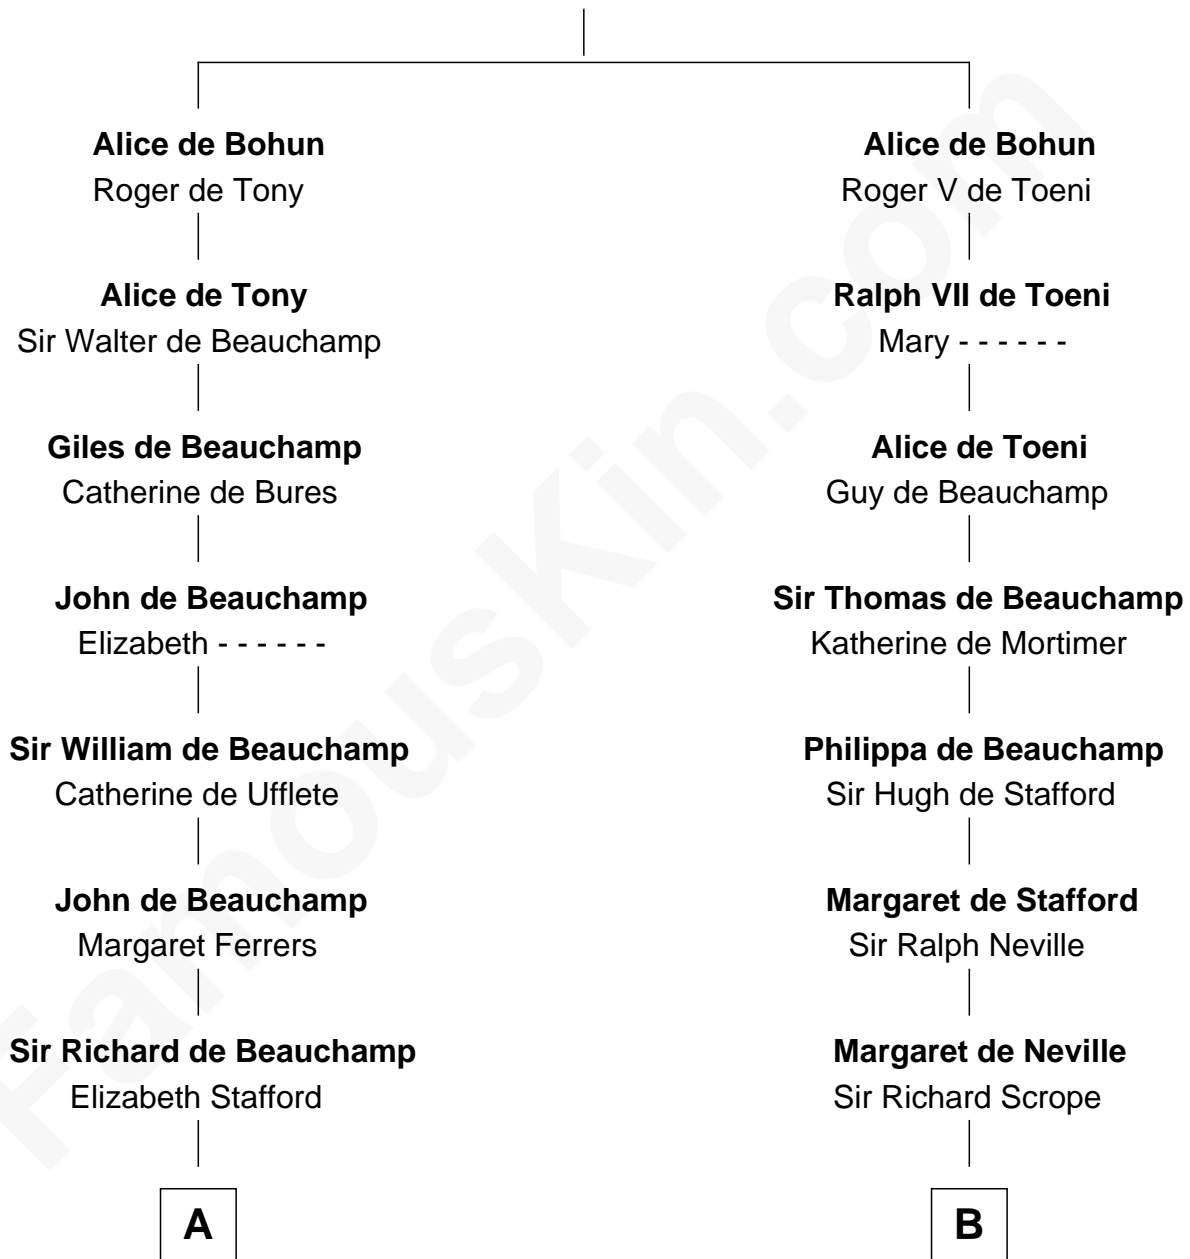 Alice de Bohun
Roger de Tony
Alice de Tony
Sir Walter de Beauchamp
Giles de Beauchamp
Catherine de Bures
John de Beauchamp
Elizabeth - - - - - -
Sir William de Beauchamp
Catherine de Ufflete
John de Beauchamp
Margaret Ferrers
Sir Richard de Beauchamp
Elizabeth Stafford
A
Alice de Bohun
Roger V de Toeni
Ralph VII de Toeni
Mary - - - - - -
Alice de Toeni
Guy de Beauchamp
Sir Thomas de Beauchamp
Katherine de Mortimer
Philippa de Beauchamp
Sir Hugh de Stafford
Margaret de Stafford
Sir Ralph Neville
Margaret de Neville
Sir Richard Scrope
B
FamousKin.com